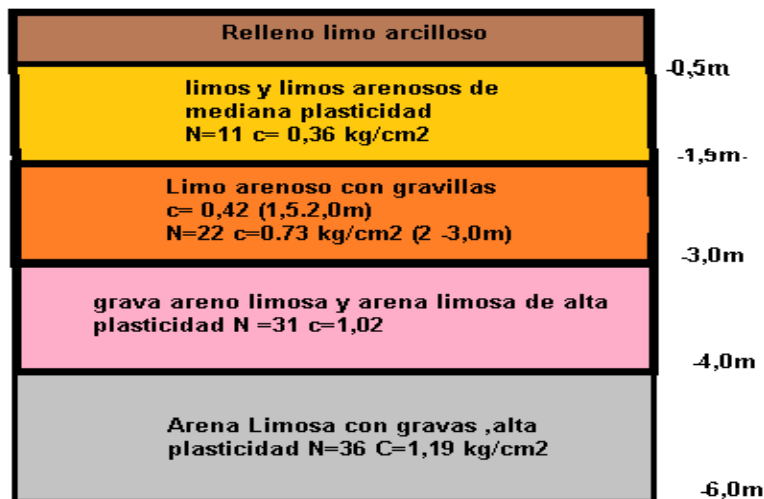 Relleno limo arcilloso
-0,5m
limos y limos arenosos de
mediana plasticidad
N=11 c= 0,36 kg/cm2
-1,5m-
Limo arenoso con gravillas
c= 0,42 (1,5.2,0m)
N=22 c=0.73 kg/cm2 (2 -3,0m)
-3,0m
grava areno limosa y arena limosa de alta
plasticidad N =31 c=1,02
-4,0m
Arena Limosa con gravas ,alta
plasticidad N=36 C=1,19 kg/cm2
-6,0m